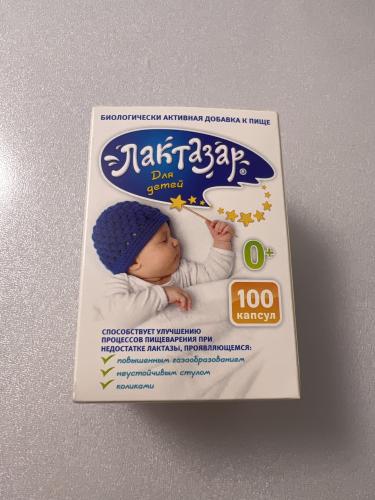 БИОЛОГИЧЕСКИ АКТИВНАЯ ДОБАВКА К ПИЩЕ
Лактазар®
Для
детей
0+
100
капсул
СПОСОБСТВУЕТ УЛУЧШЕНИЮ
ПРОЦЕССОВ ПИЩЕВАРЕНИЯ ПРИ
НЕДОСТАТКЕ ЛАКТАЗЫ, ПРОЯВЛЯЮЩЕМСЯ:
повышенным газообразованием
неустойчивым стулом
коликами